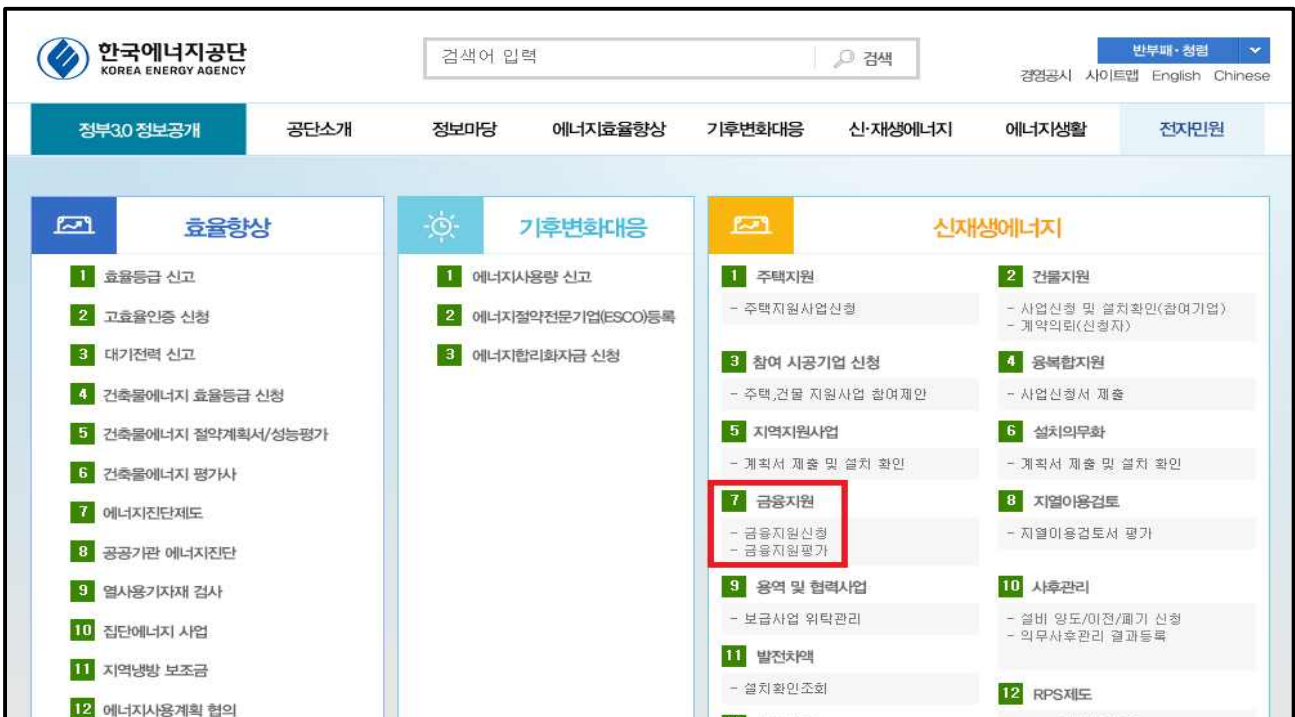 한국에너지공단
KOREA ENERGY AGENCY
검색어 입력
검색
반부패·청렴
경영공시 사이트맵 English Chinese
정부3.0 정보공개 공단소개 정보마당 에너지효율향상 기후변화대응 신·재생에너지 에너지생활 전자민원
효율향상
1 효율등급 신고
2 고효율인증 신청
3 대기전력 신고
4 건축물에너지 효율등급 신청
5 건축물에너지 절약계획서/성능평가
6 건축물에너지 평가사
7 에너지진단제도
8 공공기관 에너지진단
9 열사용기자재 검사
10 집단에너지 사업
11 지역냉방 보조금
12 에너지사용계획 협의
기후변화대응
1 에너지사용량 신고
2 에너지절약전문기업(ESCO)등록
3 에너지합리화자금 신청
신재생에너지
1 주택지원
- 주택지원사업신청
2 건물지원
- 사업신청 및 설치확인(참여기업)
- 계약의뢰(신청자)
3 참여 시공기업 신청
- 주택,건물 지원사업 참여제안
4 융복합지원
- 사업신청서 제출
5 지역지원사업
- 계획서 제출 및 설치 확인
6 설치의무화
- 계획서 제출 및 설치 확인
7 금융지원
- 금융지원신청
- 금융지원평가
8 지열이용검토
- 지열이용검토서 평가
9 용역 및 협력사업
- 보급사업 위탁관리
10 사후관리
- 설비 양도/이전/폐기 신청
- 의무사후관리 결과등록
11 발전차액
- 설치확인조회
12 RPS제도